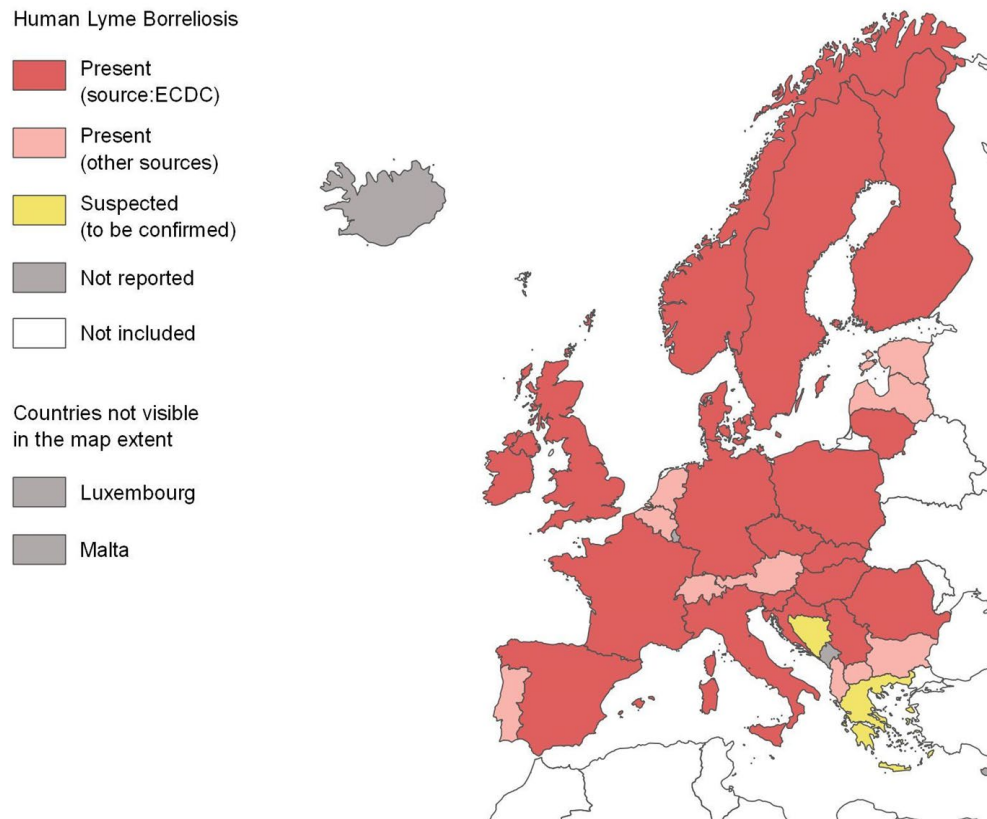 Human Lyme Borreliosis
Present
(source:ECDC)
Present
(other sources)
Suspected
(to be confirmed)
Not reported
Not included
Countries not visible
in the map extent
Luxembourg
Malta